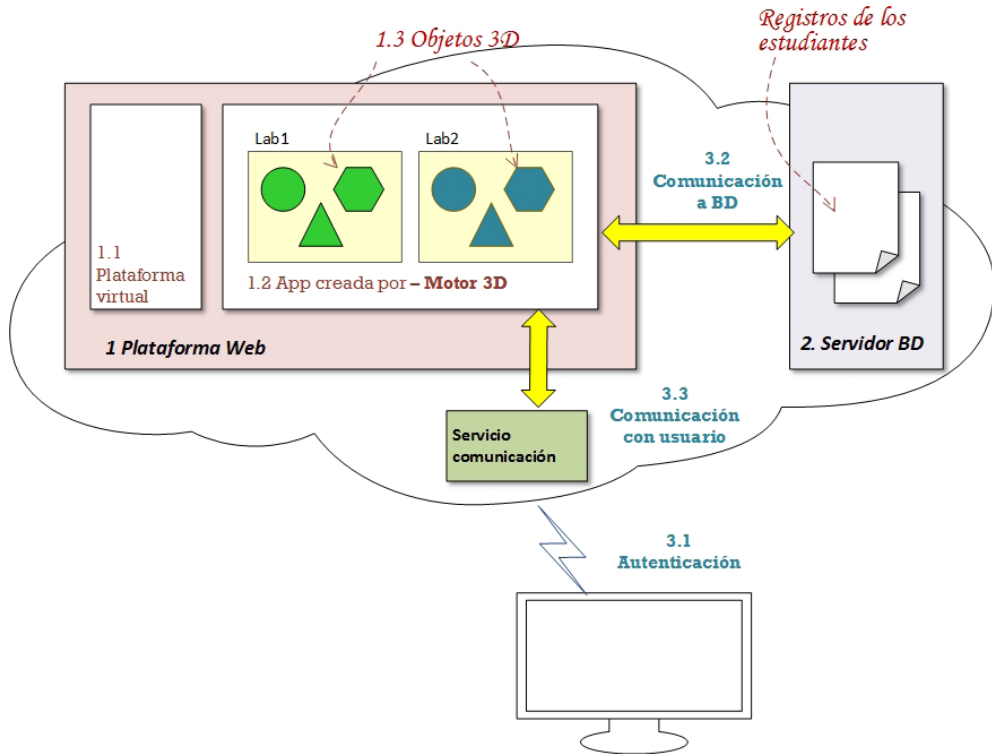 1.3 Objetos 3D
Registros de los
estudiantes
Lab1
Lab2
3.2
Comunicación
a BD
1.1
Plataforma
virtual
1.2 App creada por – Motor 3D
1 Plataforma Web
2. Servidor BD
3.3
Comunicación
con usuario
Servicio
comunicación
3.1
Autenticación